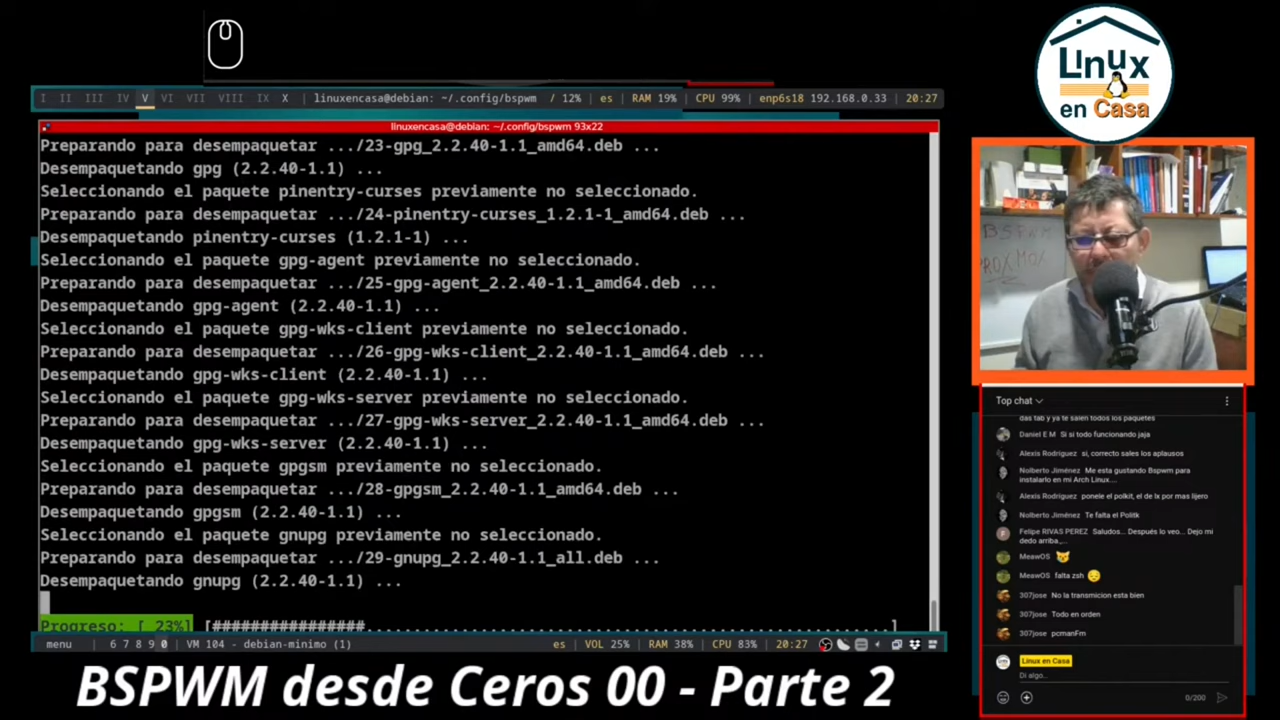 I II III IV V VI VII VIII IX X | linuxencasa@debian: ~/.config/bspwm / 12% | es | RAM 19% | CPU 99% | enp6s18 192.168.0.33 | 20:27
linuxencasa@debian: ~/.config/bspwm 93x22
Preparando para desempaquetar .../23-gpg_2.2.40-1.1_amd64.deb ...
Desempaquetando gpg (2.2.40-1.1) ...
Seleccionando el paquete pinentry-curses previamente no seleccionado.
Preparando para desempaquetar .../24-pinentry-curses_1.2.1-1_amd64.deb ...
Desempaquetando pinentry-curses (1.2.1-1) ...
Seleccionando el paquete gpg-agent previamente no seleccionado.
Preparando para desempaquetar .../25-gpg-agent_2.2.40-1.1_amd64.deb ...
Desempaquetando gpg-agent (2.2.40-1.1) ...
Seleccionando el paquete gpg-wks-client previamente no seleccionado.
Preparando para desempaquetar .../26-gpg-wks-client_2.2.40-1.1_amd64.deb ...
Desempaquetando gpg-wks-client (2.2.40-1.1) ...
Seleccionando el paquete gpg-wks-server previamente no seleccionado.
Preparando para desempaquetar .../27-gpg-wks-server_2.2.40-1.1_amd64.deb ...
Desempaquetando gpg-wks-server (2.2.40-1.1) ...
Seleccionando el paquete gpgsm previamente no seleccionado.
Preparando para desempaquetar .../28-gpgsm_2.2.40-1.1_amd64.deb ...
Desempaquetando gpgsm (2.2.40-1.1) ...
Seleccionando el paquete gnupg previamente no seleccionado.
Preparando para desempaquetar .../29-gnupg_2.2.40-1.1_all.deb ...
Desempaquetando gnupg (2.2.40-1.1) ...
Progreso: [ 23%] [################........................................................]
menu | 6 7 8 9 0 | VM 104 - debian-minimo (1) es | VOL 25% | RAM 38% | CPU 83% | 20:27
BSPWM desde Ceros 00 - Parte 2
LInux
en Casa
BSPWM
PROXMOX
Top chat
das tab y ya te salen todos los paquetes
Daniel E M Si si todo funcionando jaja
Alexis Rodriguez si, correcto sales los aplausos
Nolberto Jiménez Me esta gustando Bspwm para
instalarlo en mi Arch Linux...
Alexis Rodriguez ponele el polkit, el de lx por mas lijero
Nolberto Jiménez Te falta el Politk
Felipe RIVAS PEREZ Saludos... Después lo veo... Dejo mi
dedo arriba,,..
MeawOS
MeawOS falta zsh
307jose No la transmicion esta bien
307jose Todo en orden
307jose pcmanFm
Linux en Casa
Di algo...
0/200